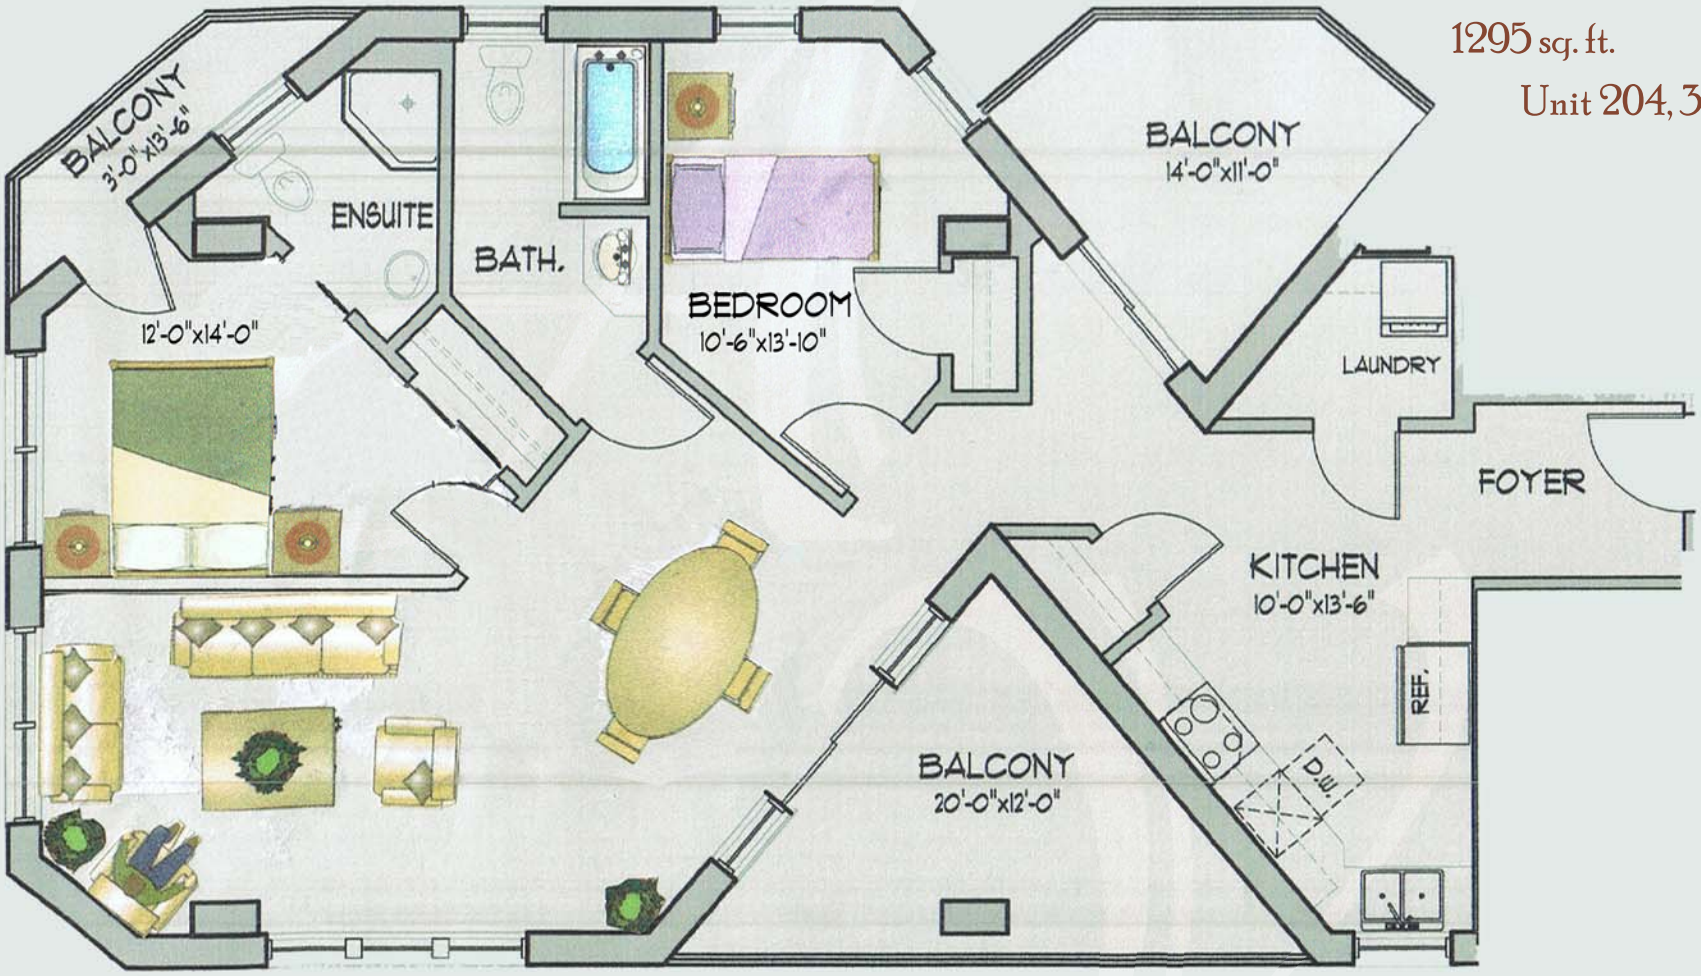 1295 sq. ft.
Unit 204, 3
BALCONY
3'-0"x13'-6"
BALCONY
14'-0"x11'-0"
ENSUITE
BATH.
BEDROOM
10'-6"x13'-10"
12'-0"x14'-0"
LAUNDRY
FOYER
KITCHEN
10'-0"x13'-6"
REF.
D.W.
BALCONY
20'-0"x12'-0"